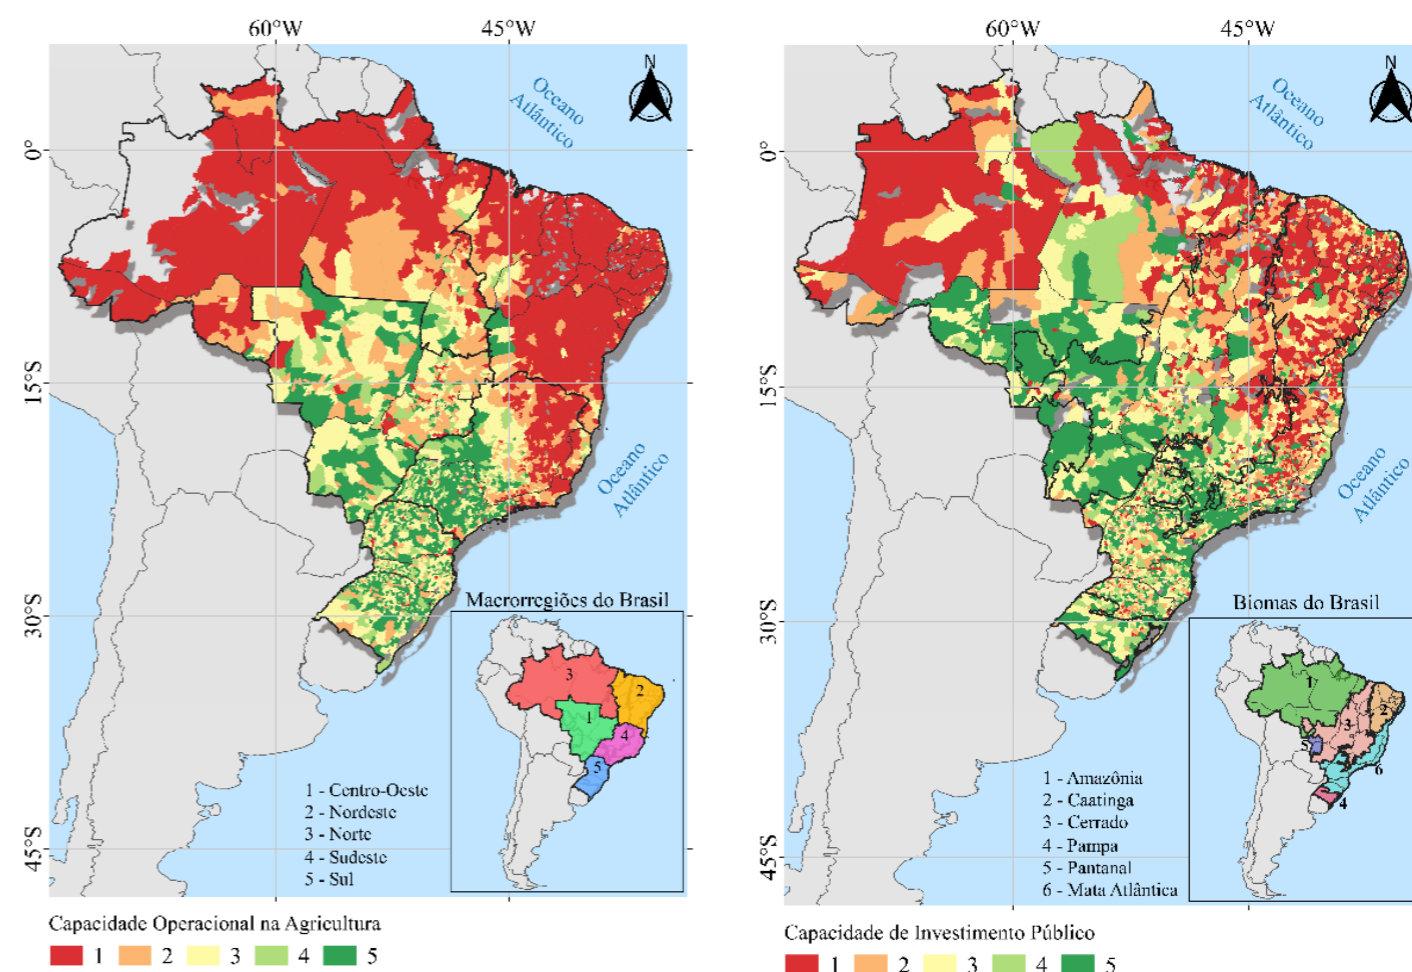 60°W
45°W
N
Oceano
Atlântico
0°
15°S
Oceano
Atlântico
30°S
Macrorregiões do Brasil
3
2
1
4
5
1 - Centro-Oeste
2 - Nordeste
3 - Norte
4 - Sudeste
5 - Sul
45°S
Capacidade Operacional na Agricultura
1 2 3 4 5
60°W
45°W
N
Oceano
Atlântico
0°
15°S
Oceano
Atlântico
30°S
Biomas do Brasil
1
2
3
5
6
4
1 - Amazônia
2 - Caatinga
3 - Cerrado
4 - Pampa
5 - Pantanal
6 - Mata Atlântica
45°S
Capacidade de Investimento Público
1 2 3 4 5